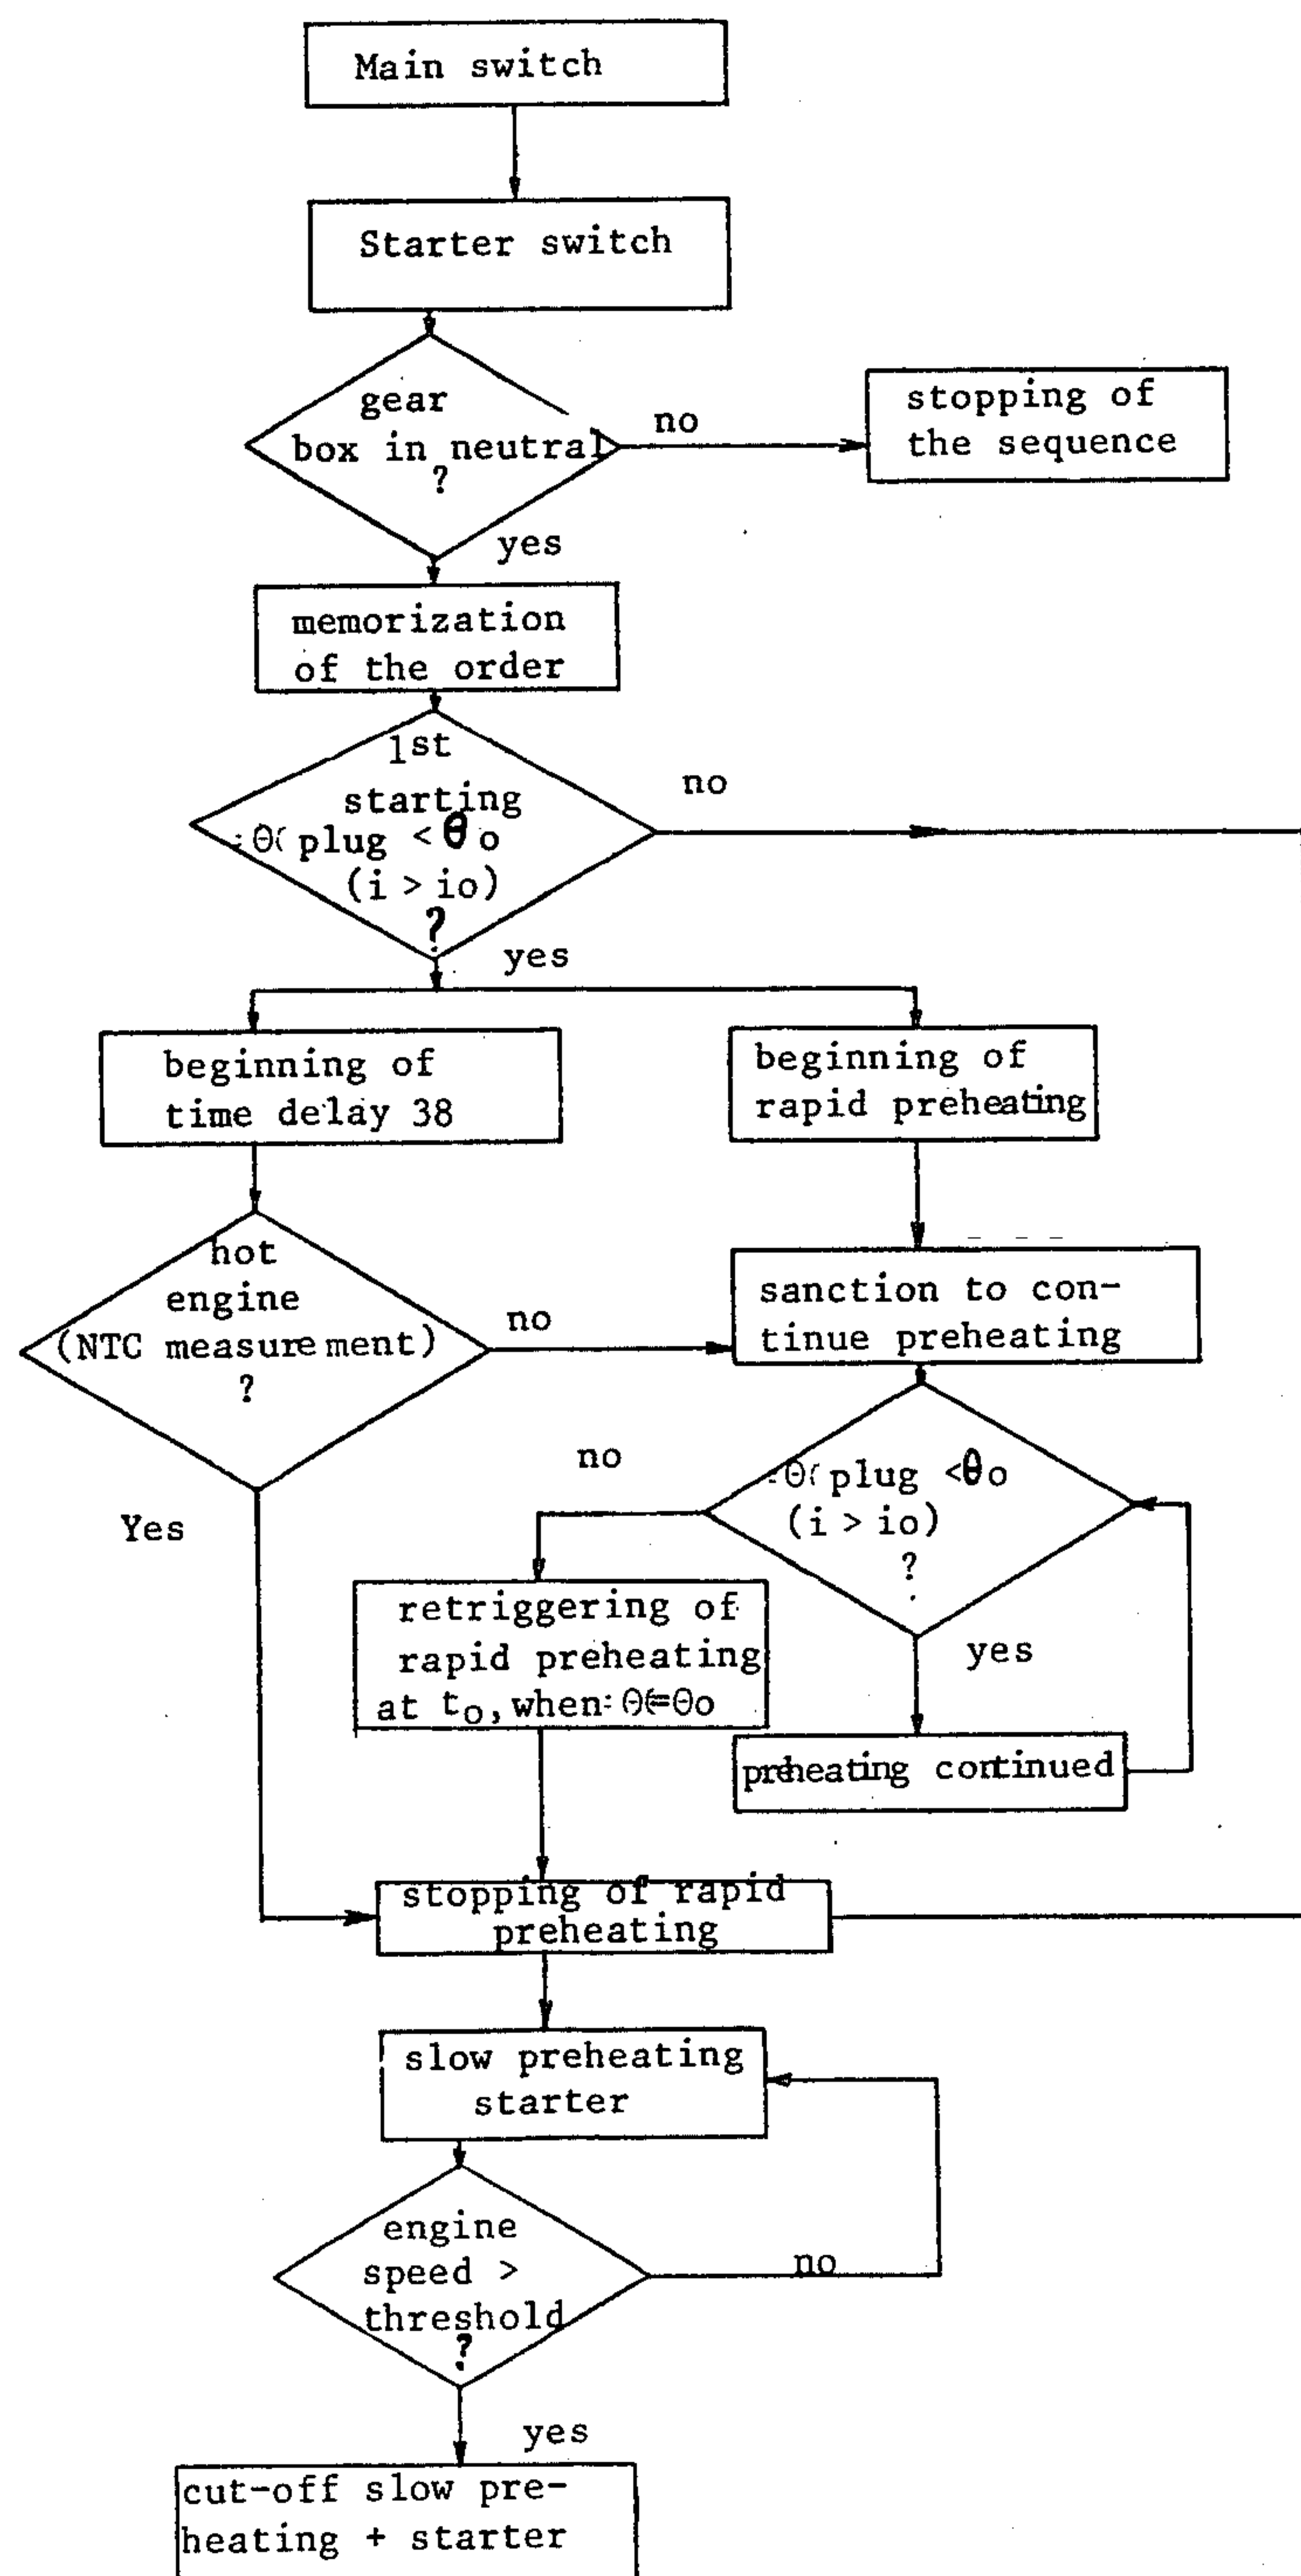 Main switch
Starter switch
gear
box in neutral
?
no
stopping of
the sequence
yes
memorization
of the order
1st
starting
Θ plug < θo
(i > io)
?
no
yes
beginning of
time delay 38
beginning of
rapid preheating
hot
engine
(NTC measurement)
?
no
sanction to con-
tinue preheating
Yes
no
Θ plug < θo
(i > io)
?
yes
retriggering of
rapid preheating
at to, when Θ=Θo
preheating continued
stopping of rapid
preheating
slow preheating
starter
engine
speed >
threshold
?
no
yes
cut-off slow pre-
heating + starter